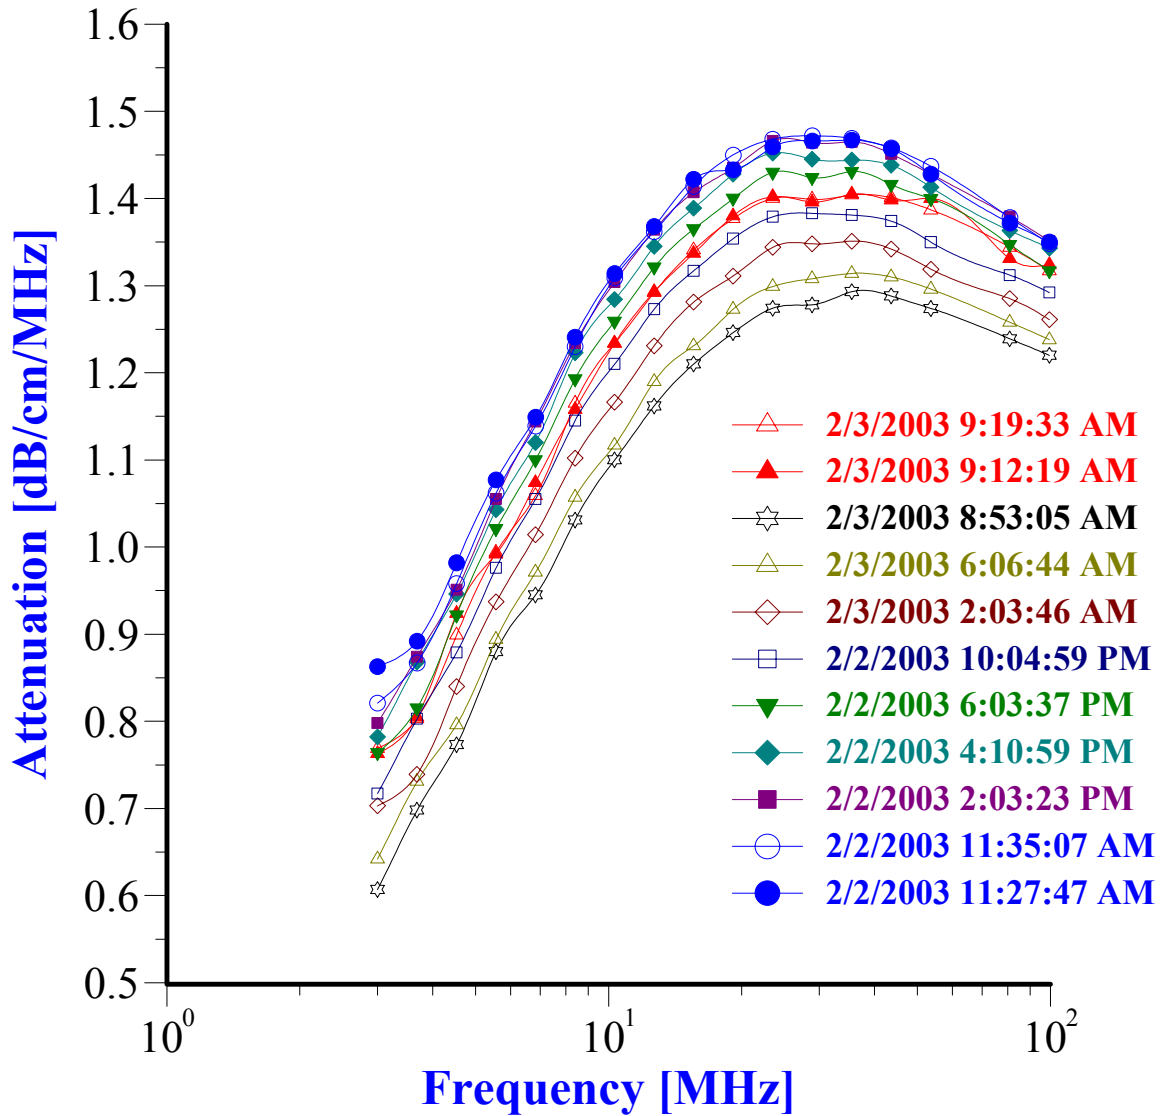 1.6
1.5
1.4
1.3
1.2
1.1
1.0
0.9
0.8
0.7
0.6
0.5
Attenuation [dB/cm/MHz]
2/3/2003 9:19:33 AM
2/3/2003 9:12:19 AM
2/3/2003 8:53:05 AM
2/3/2003 6:06:44 AM
2/3/2003 2:03:46 AM
2/2/2003 10:04:59 PM
2/2/2003 6:03:37 PM
2/2/2003 4:10:59 PM
2/2/2003 2:03:23 PM
2/2/2003 11:35:07 AM
2/2/2003 11:27:47 AM
10⁰ 10¹ 10²
Frequency [MHz]